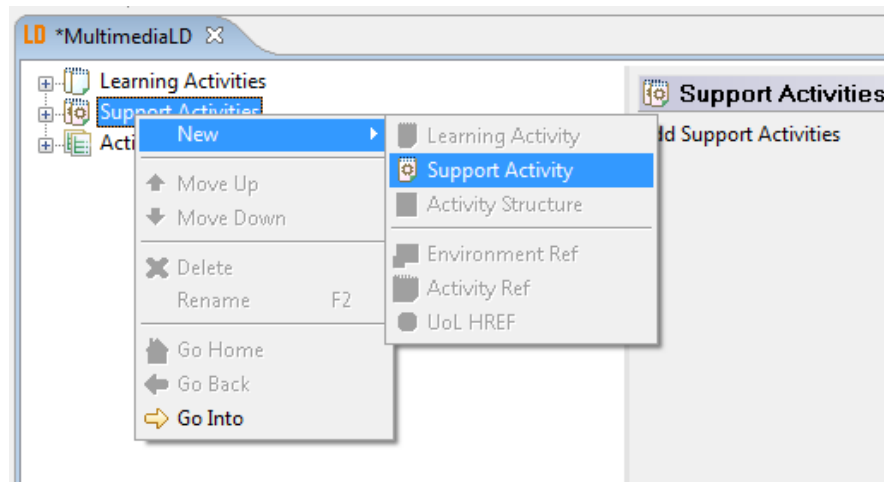 LD *MultimediaLD
Learning Activities
Support Activities
Acti
Support Activities
dd Support Activities
New
Move Up
Move Down
Delete
Rename F2
Go Home
Go Back
Go Into
Learning Activity
Support Activity
Activity Structure
Environment Ref
Activity Ref
UoL HREF